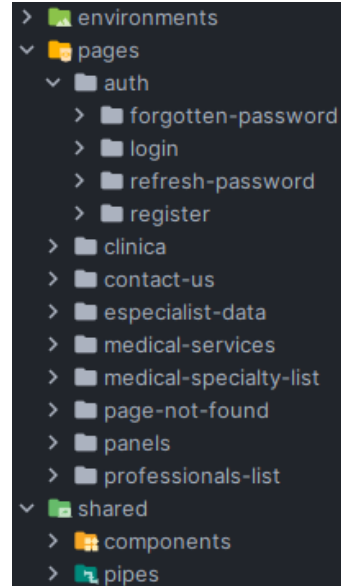 environments
pages
auth
forgotten-password
login
refresh-password
register
clinica
contact-us
especialist-data
medical-services
medical-specialty-list
page-not-found
panels
professionals-list
shared
components
pipes